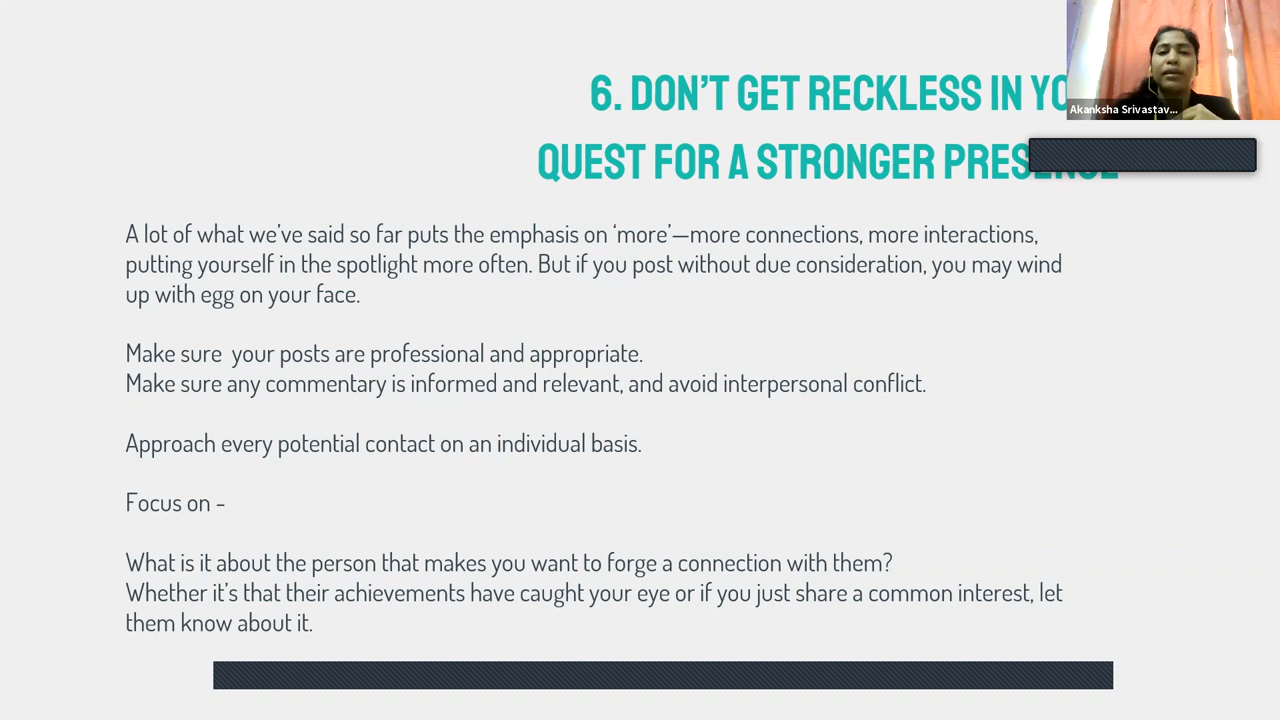 6. DON'T GET RECKLESS IN YO
QUEST FOR A STRONGER PRESENCE
A lot of what we've said so far puts the emphasis on 'more'—more connections, more interactions,
putting yourself in the spotlight more often. But if you post without due consideration, you may wind
up with egg on your face.
Make sure  your posts are professional and appropriate.
Make sure any commentary is informed and relevant, and avoid interpersonal conflict.
Approach every potential contact on an individual basis.
Focus on -
What is it about the person that makes you want to forge a connection with them?
Whether it's that their achievements have caught your eye or if you just share a common interest, let
them know about it.
Akanksha Srivastav...